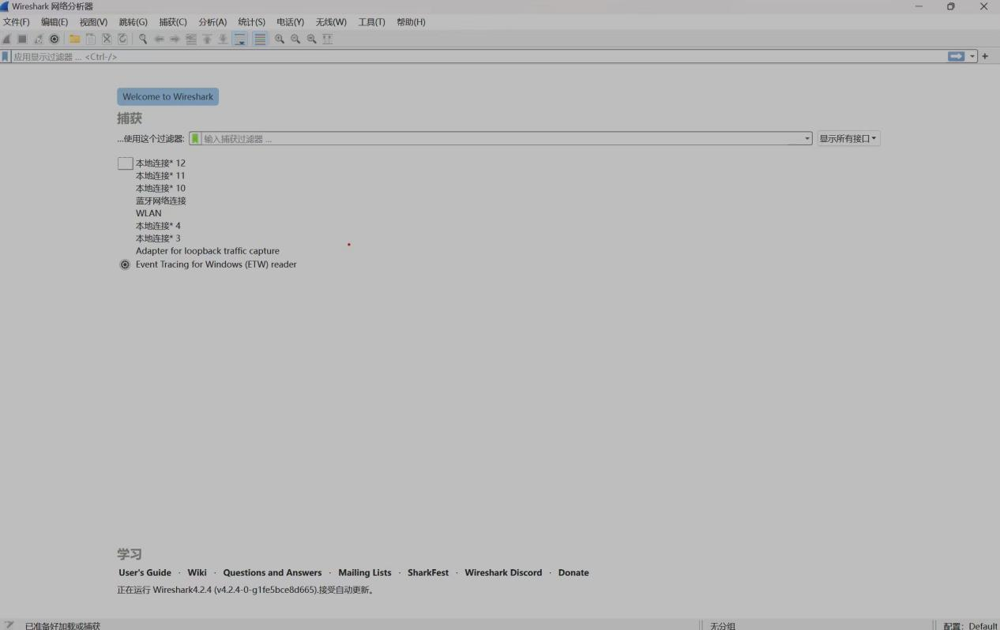 Wireshark 网络分析器
文件(F) 编辑(E) 视图(V) 跳转(G) 捕获(C) 分析(A) 统计(S) 电话(Y) 无线(W) 工具(T) 帮助(H)
应用显示过滤器 … <Ctrl-/>
Welcome to Wireshark
捕获
…使用这个过滤器: 输入捕获过滤器 … 显示所有接口
本地连接* 12
本地连接* 11
本地连接* 10
蓝牙网络连接
WLAN
本地连接* 4
本地连接* 3
Adapter for loopback traffic capture
Event Tracing for Windows (ETW) reader
学习
User's Guide · Wiki · Questions and Answers · Mailing Lists · SharkFest · Wireshark Discord · Donate
正在运行 Wireshark4.2.4 (v4.2.4-0-g1fe5bce8d665).接受自动更新。
已准备好加载或捕获 无分组 配置：Default